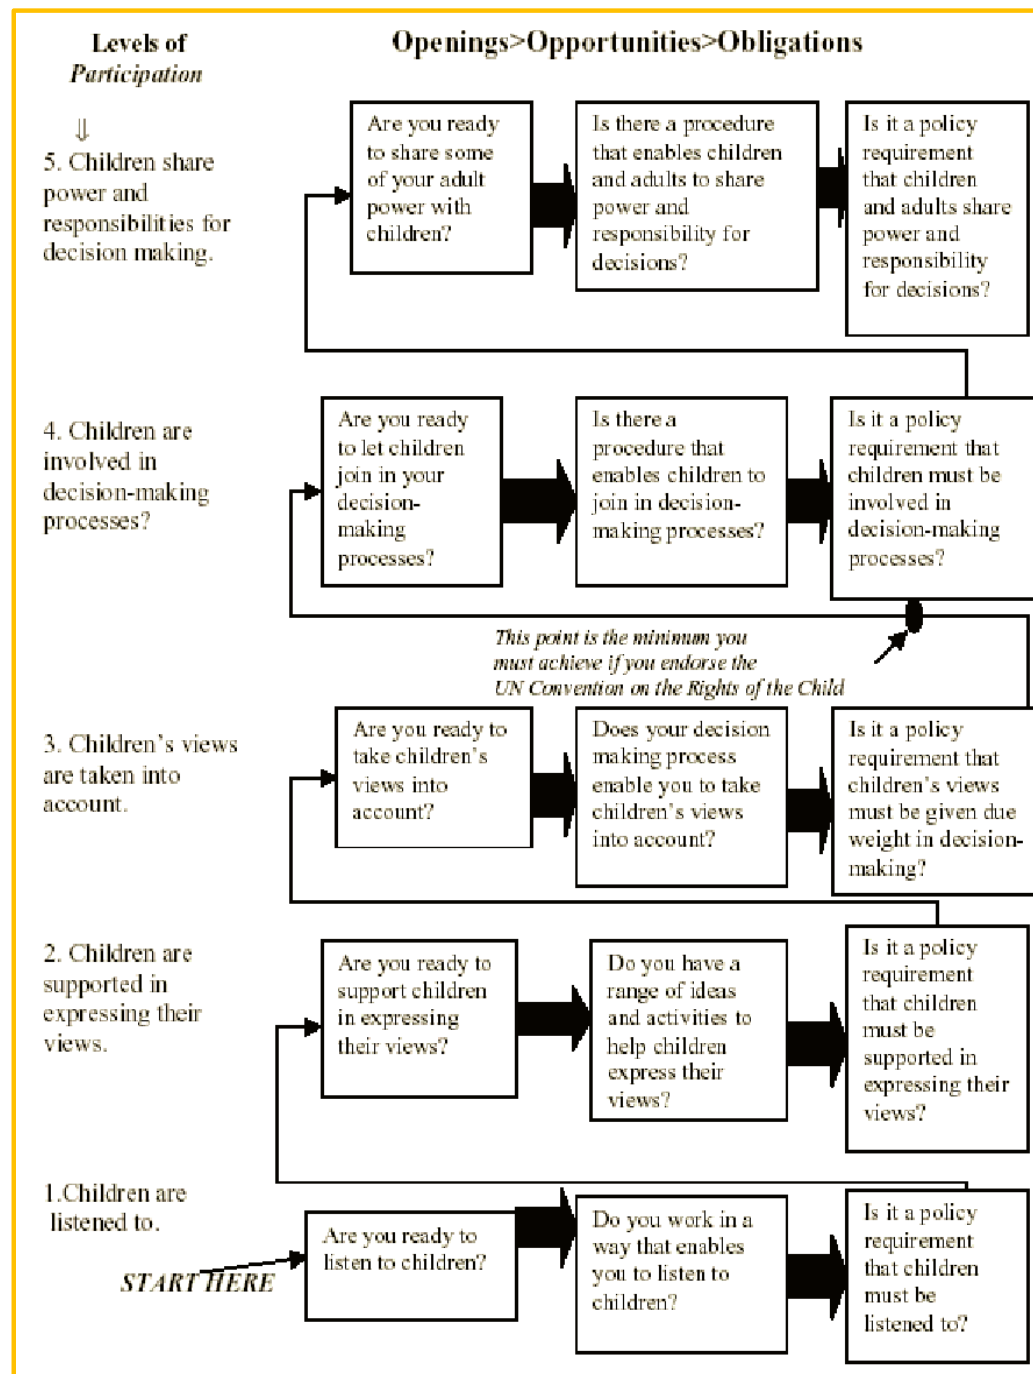 Levels of
Participation
Openings>Opportunities>Obligations
⇓
5. Children share
power and
responsibilities for
decision making.
Are you ready
to share some
of your adult
power with
children?
Is there a procedure
that enables children
and adults to share
power and
responsibility for
decisions?
Is it a policy
requirement
that children
and adults share
power and
responsibility
for decisions?
4. Children are
involved in
decision-making
processes?
Are you ready
to let children
join in your
decision-
making
processes?
Is there a
procedure that
enables children to
join in decision-
making processes?
Is it a policy
requirement that
children must be
involved in
decision-making
processes?
This point is the minimum you
must achieve if you endorse the
UN Convention on the Rights of the Child
3. Children’s views
are taken into
account.
Are you ready to
take children’s
views into
account?
Does your decision
making process
enable you to take
children’s views
into account?
Is it a policy
requirement that
children’s views
must be given due
weight in decision-
making?
2. Children are
supported in
expressing their
views.
Are you ready to
support children
in expressing
their views?
Do you have a
range of ideas
and activities to
help children
express their
views?
Is it a policy
requirement
that children
must be
supported in
expressing their
views?
1.Children are
listened to.
START HERE
Are you ready to
listen to children?
Do you work in a
way that enables
you to listen to
children?
Is it a policy
requirement
that children
must be
listened to?